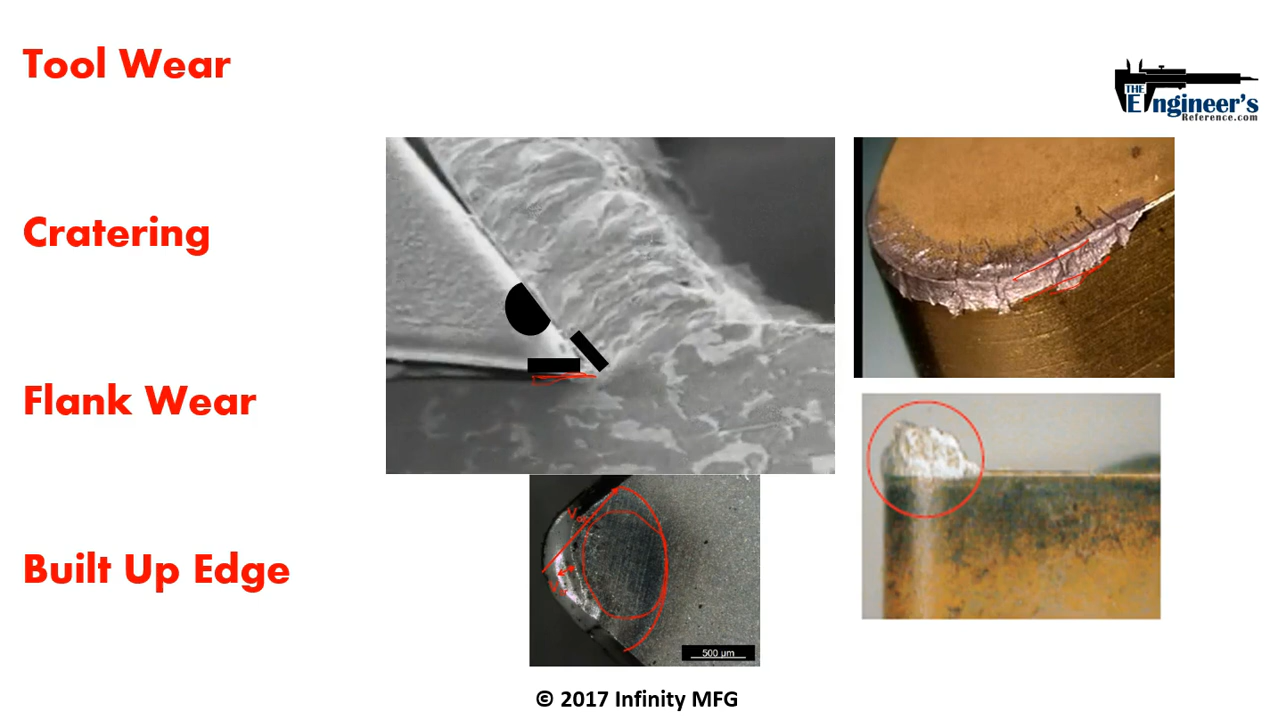 Tool Wear
THE
Engineer's
Reference.com
Cratering
Flank Wear
Built Up Edge
500 µm
© 2017 Infinity MFG